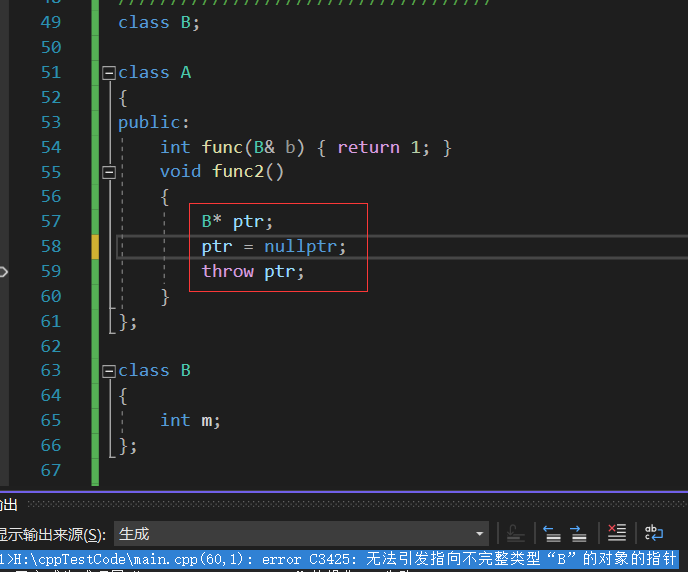 48 ////////////////////////////////////
49 class B;
50
51 class A
52 {
53 public:
54 int func(B& b) { return 1; }
55 void func2()
56 {
57 B* ptr;
58 ptr = nullptr;
59 throw ptr;
60 }
61 };
62
63 class B
64 {
65 int m;
66 };
67
出
显示输出来源(S): 生成
1>H:\cppTestCode\main.cpp(60,1): error C3425: 无法引发指向不完整类型“B”的对象的指针